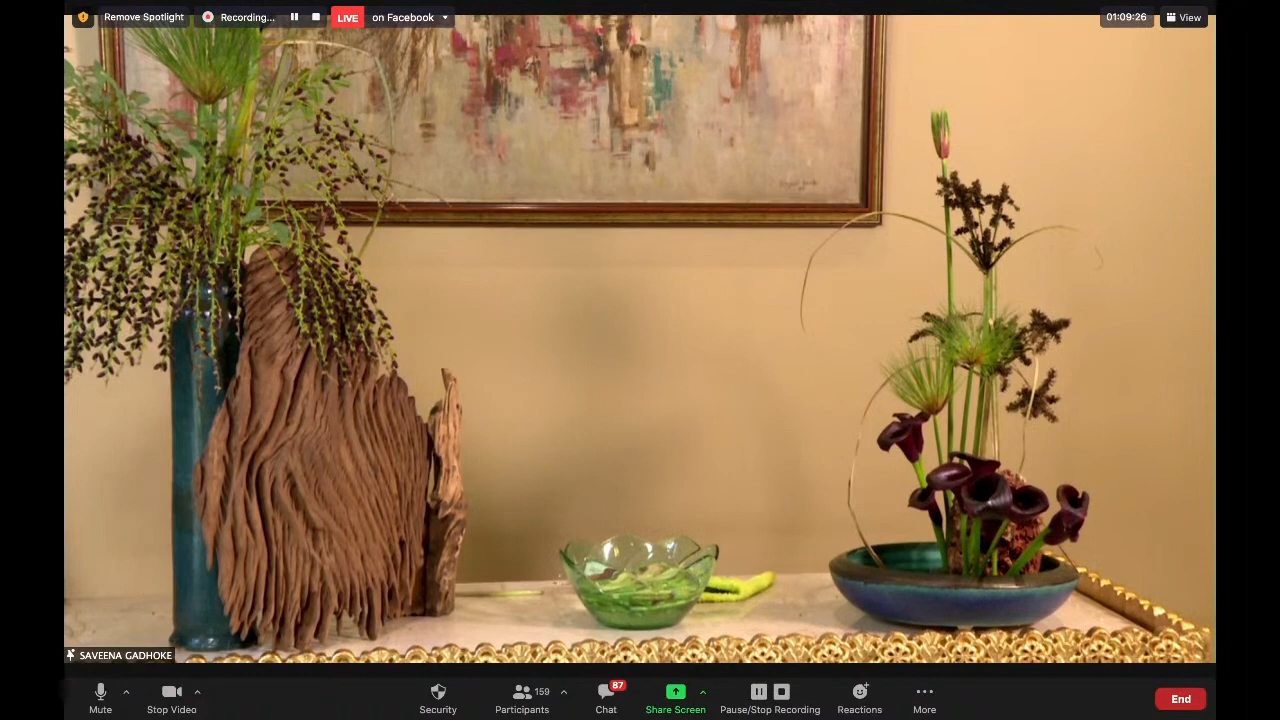 Remove Spotlight
Recording...
LIVE
on Facebook
01:09:26
View
SAVEENA GADHOKE
Mute
Stop Video
Security
159
Participants
87
Chat
Share Screen
Pause/Stop Recording
Reactions
More
End